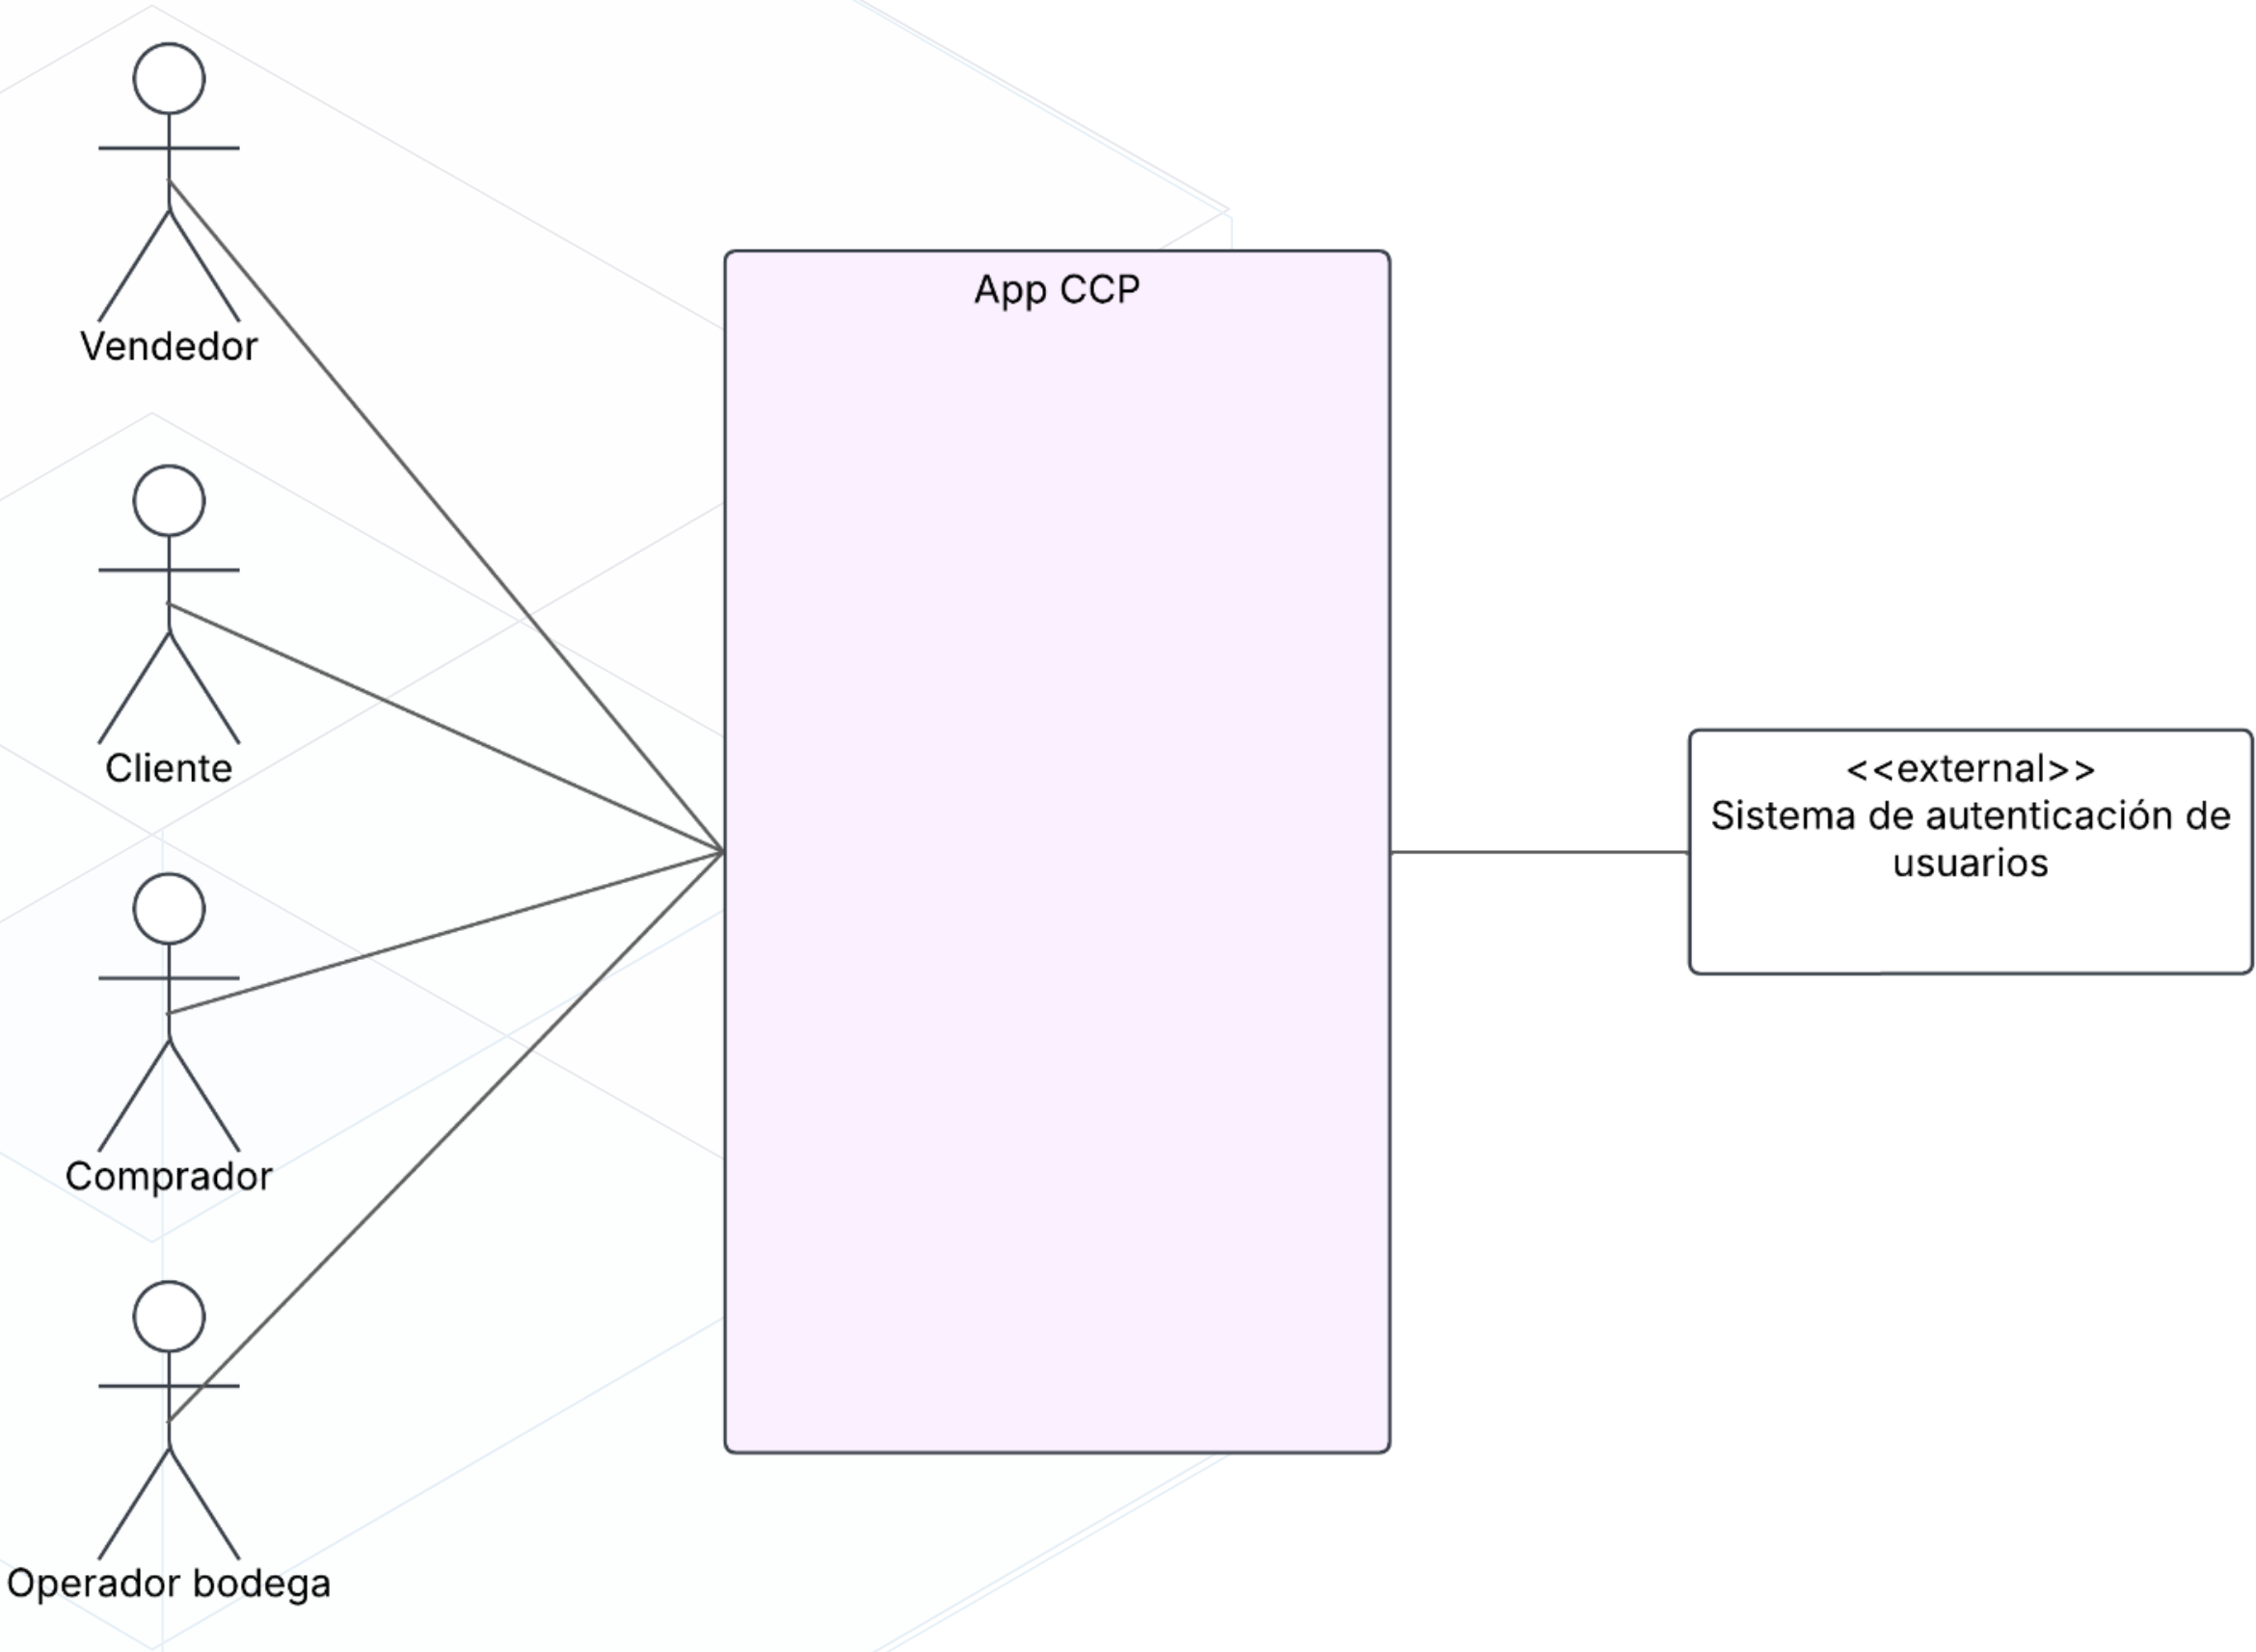 Vendedor
App CCP
Cliente
<<external>>
Sistema de autenticación de
usuarios
Comprador
Operador bodega